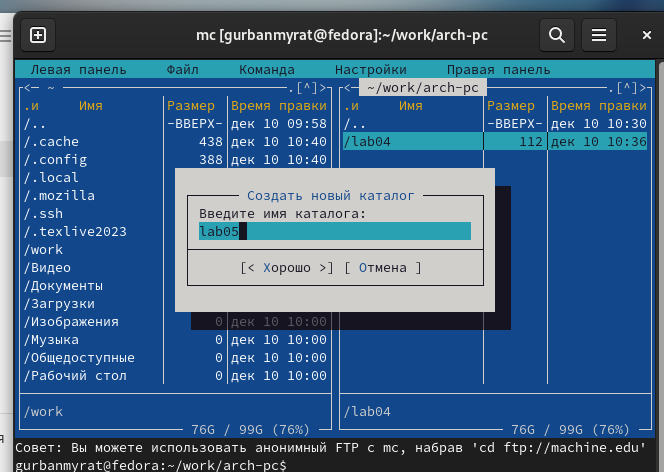 mc [gurbanmyrat@fedora]:~/work/arch-pc
Левая панель Файл Команда Настройки Правая панель
<— ~ .[^]> <— ~/work/arch-pc .[^]>
.и Имя Размер Время правки .и Имя Размер Время правки
/.. -ВВЕРХ- дек 10 09:58 /.. -ВВЕРХ- дек 10 10:30
/.cache 438 дек 10 10:40 /lab04 112 дек 10 10:36
/.config 388 дек 10 10:40
/.local
/.mozilla
/.ssh
/.texlive2023
/work
/Видео
/Документы
/Загрузки
/Изображения 0 дек 10 10:00
/Музыка 0 дек 10 10:00
/Общедоступные 0 дек 10 10:00
/Рабочий стол 0 дек 10 10:00
Создать новый каталог
Введите имя каталога:
lab05
[< Хорошо >] [ Отмена ]
/work /lab04
76G / 99G (76%) 76G / 99G (76%)
Совет: Вы можете использовать анонимный FTP с mc, набрав 'cd ftp://machine.edu'
gurbanmyrat@fedora:~/work/arch-pc$